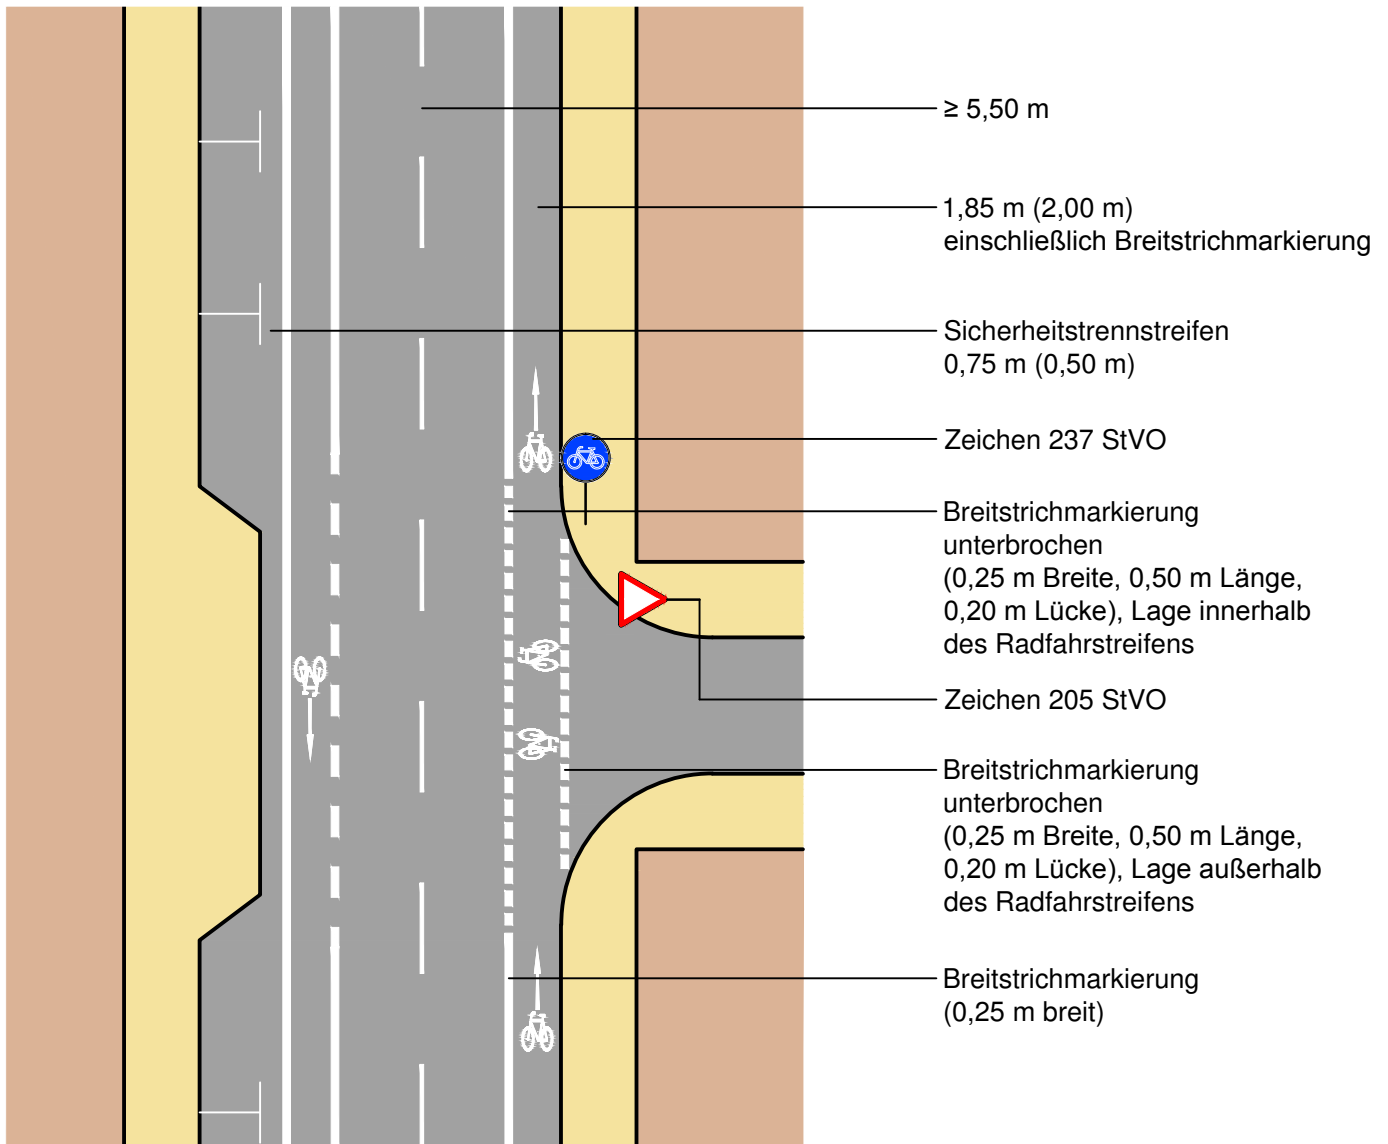 ≥ 5,50 m
1,85 m (2,00 m)
einschließlich Breitstrichmarkierung
Sicherheitstrennstreifen
0,75 m (0,50 m)
Zeichen 237 StVO
Breitstrichmarkierung
unterbrochen
(0,25 m Breite, 0,50 m Länge,
0,20 m Lücke), Lage innerhalb
des Radfahrstreifens
Zeichen 205 StVO
Breitstrichmarkierung
unterbrochen
(0,25 m Breite, 0,50 m Länge,
0,20 m Lücke), Lage außerhalb
des Radfahrstreifens
Breitstrichmarkierung
(0,25 m breit)